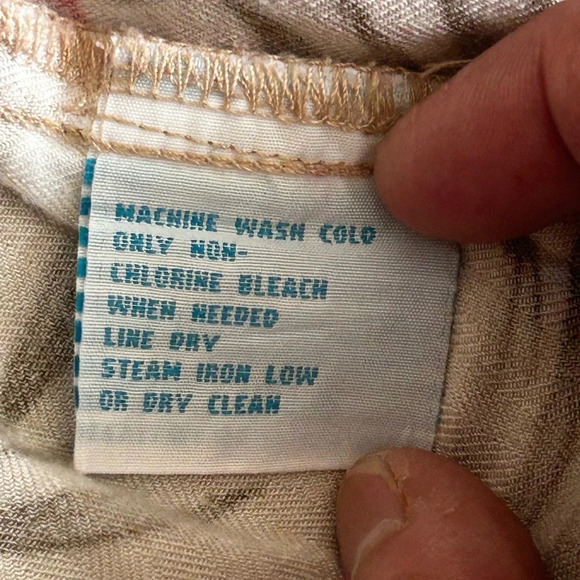 MACHINE WASH COLD
ONLY NON-
CHLORINE BLEACH
WHEN NEEDED
LINE DRY
STEAM IRON LOW
OR DRY CLEAN